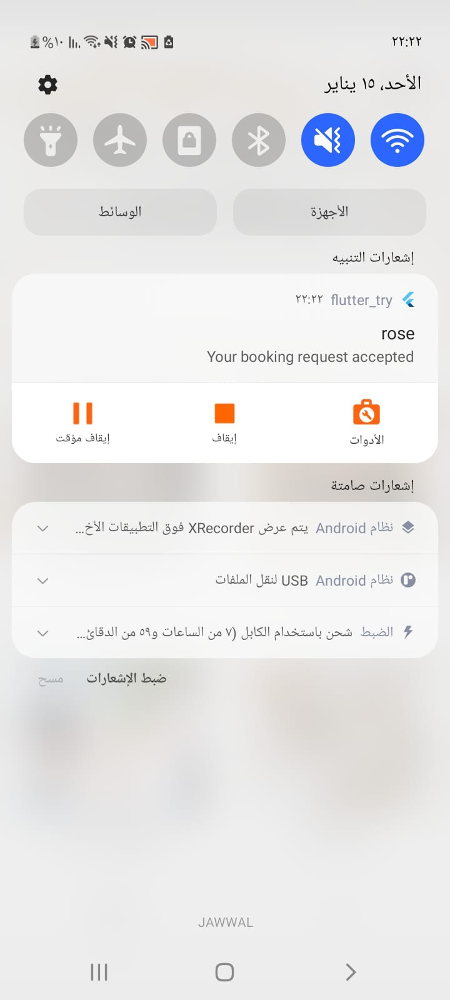 ٢٢:٢٢
%١٠
الأحد، ١٥ يناير
الأجهزة
الوسائط
إشعارات التنبيه
flutter_try ٢٢:٢٢
rose
Your booking request accepted
الأدوات
إيقاف
إيقاف مؤقت
إشعارات صامتة
نظام Android يتم عرض XRecorder فوق التطبيقات الأخ...
نظام Android USB لنقل الملفات
الضبط شحن باستخدام الكابل (٧ من الساعات و٥٩ من الدقائ...
ضبط الإشعارات
مسح
JAWWAL